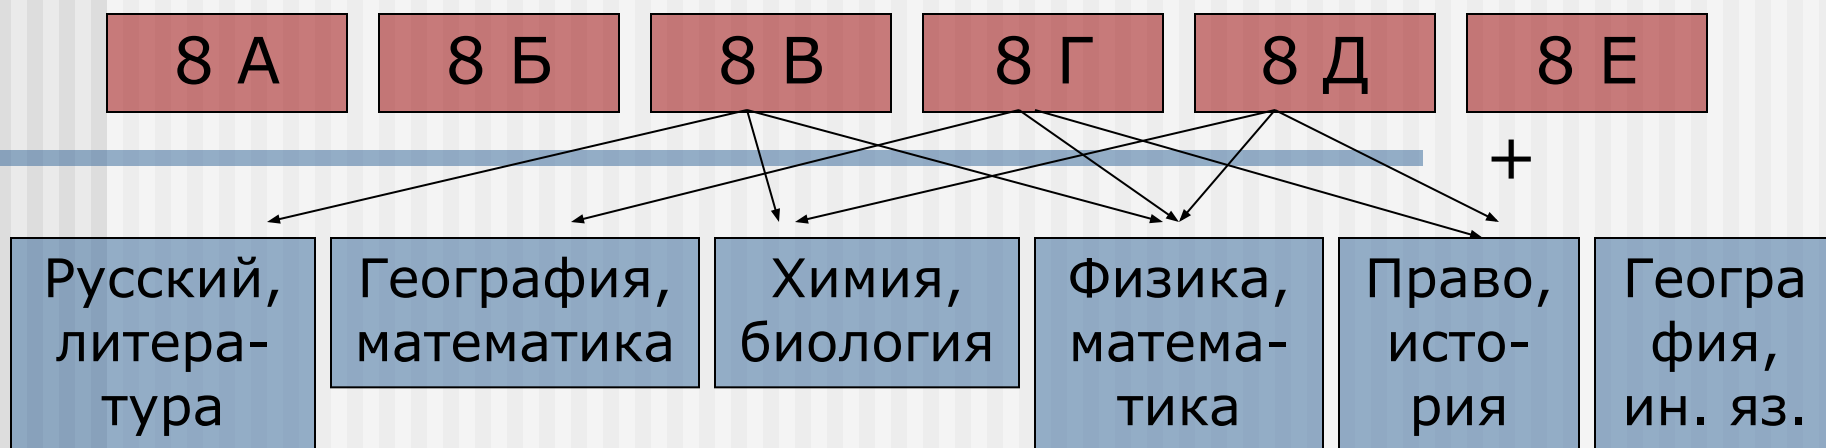 8 А
8 Б
8 В
8 Г
8 Д
8 Е
+
Русский,
литера-
тура
География,
математика
Химия,
биология
Физика,
матема-
тика
Право,
исто-
рия
Геогра
фия,
ин. яз.